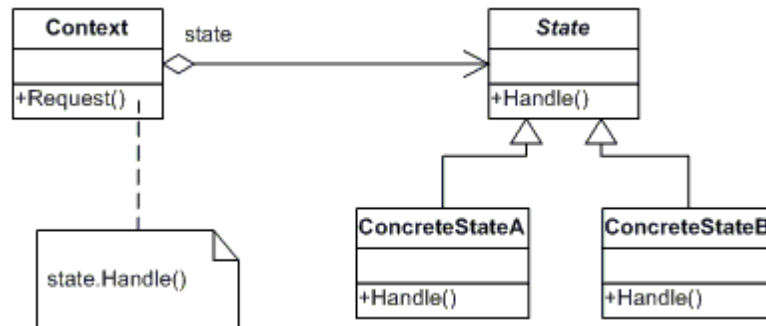 Context
state
State
+Request()
+Handle()
ConcreteStateA
ConcreteStateB
state.Handle()
+Handle()
+Handle()